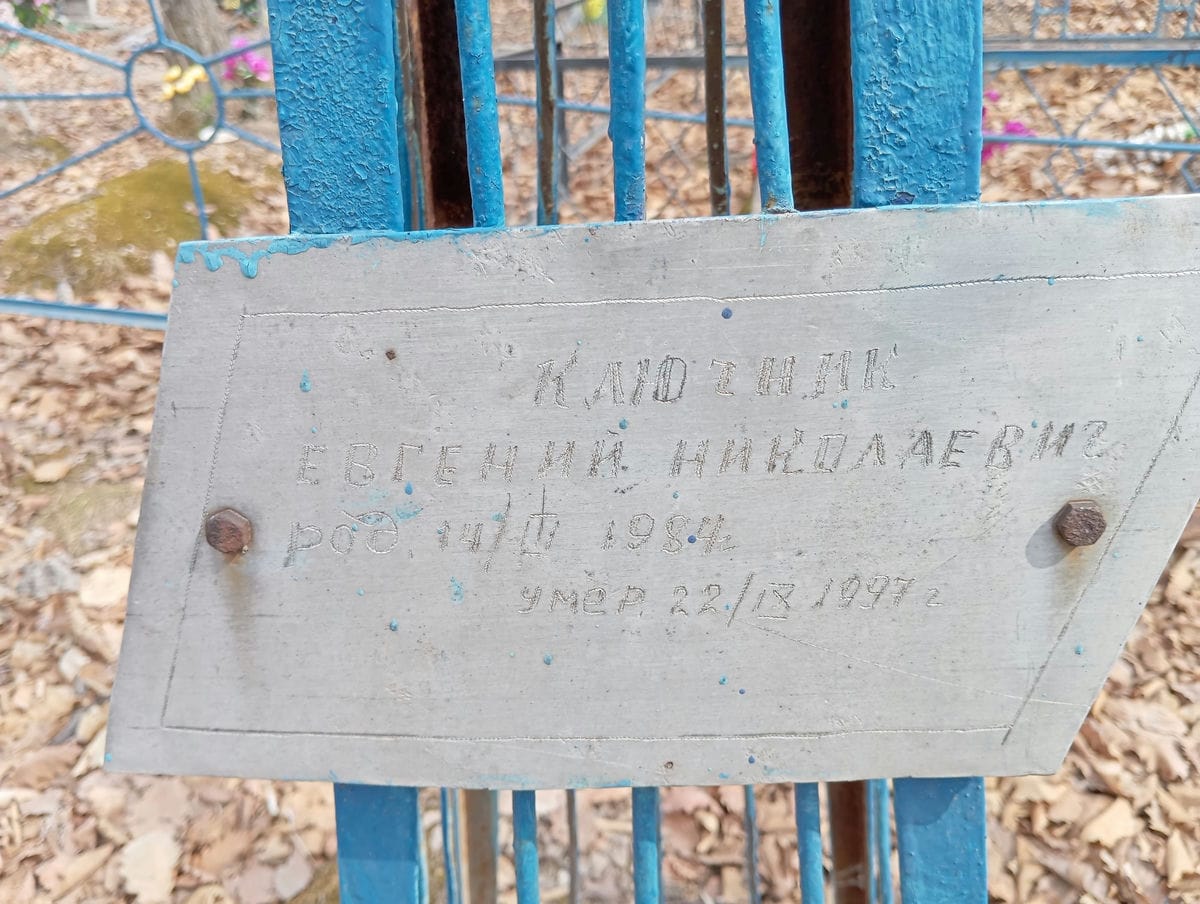 КЛЮЧНИК
ЕВГЕНИЙ НИКОЛАЕВИЧ
род. 14/III 1984
умер 22/IX 1997 г